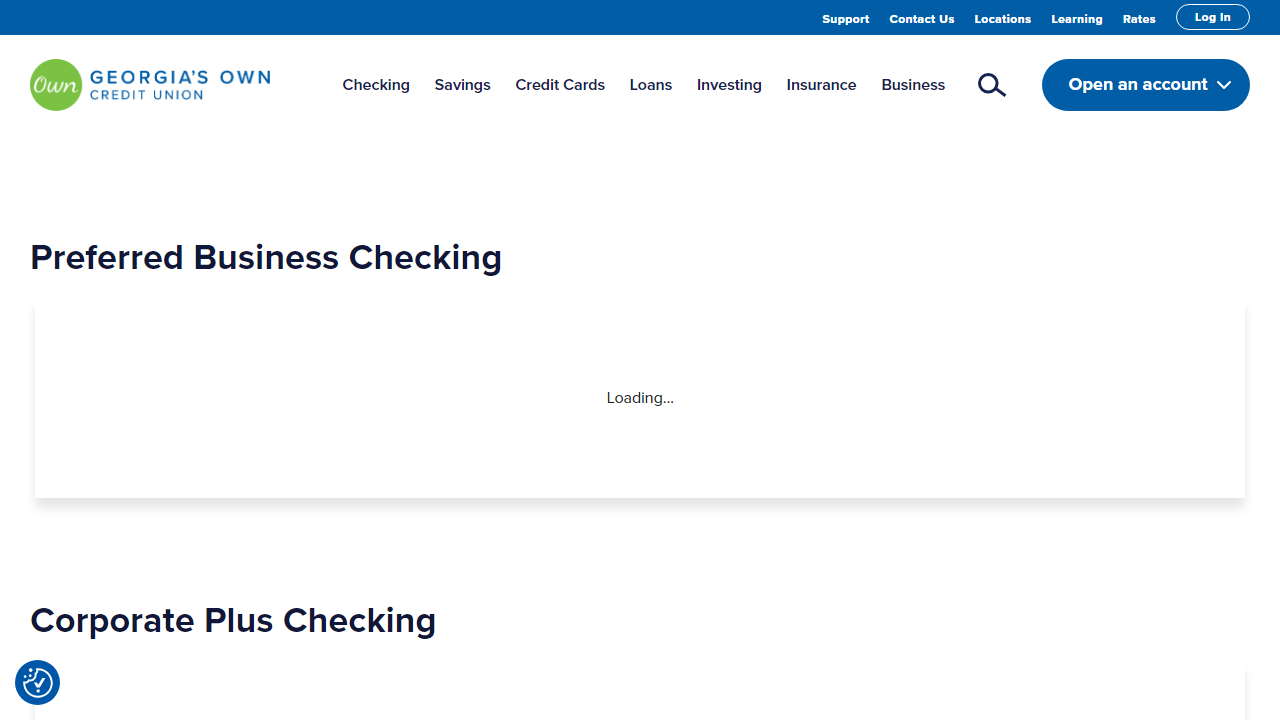 Support Contact Us Locations Learning Rates Log In
Own GEORGIA'S OWN
CREDIT UNION
Checking Savings Credit Cards Loans Investing Insurance Business Open an account
Preferred Business Checking
Loading...
Corporate Plus Checking